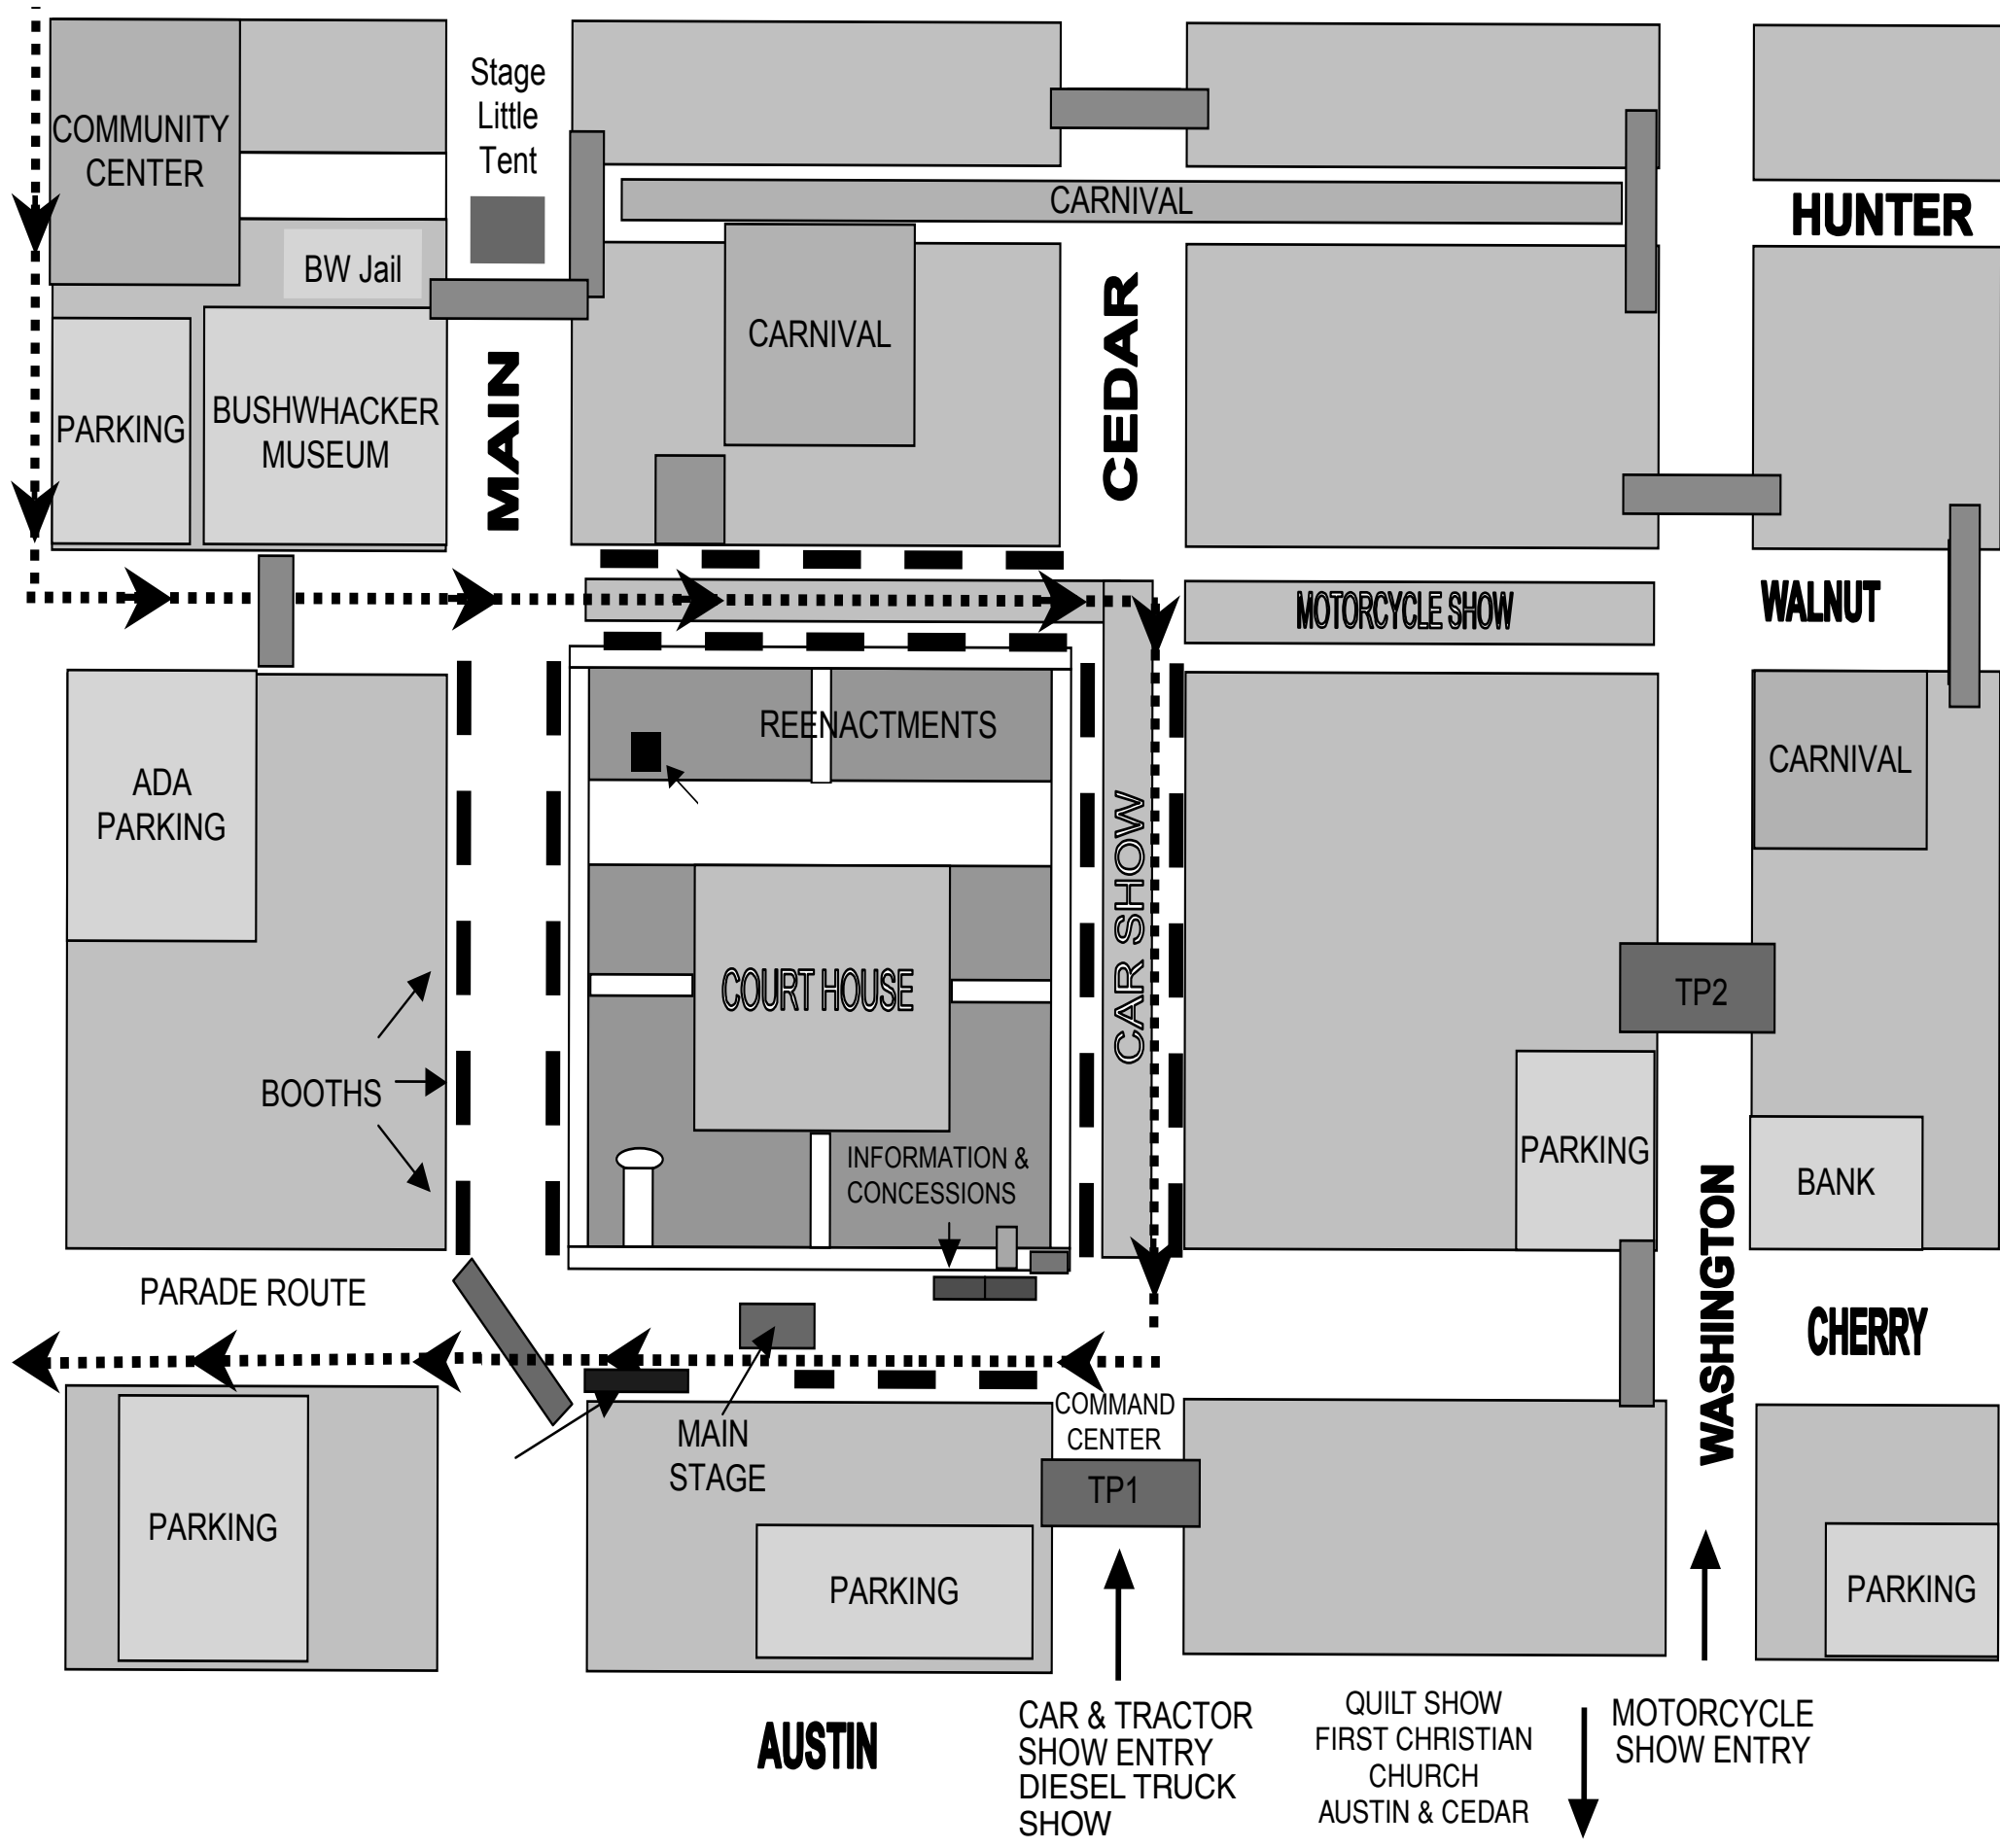 Stage
Little
Tent
COMMUNITY
CENTER
CARNIVAL
HUNTER
BW Jail
CARNIVAL
CEDAR
MAIN
PARKING
BUSHWHACKER
MUSEUM
MOTORCYCLE SHOW
WALNUT
REENACTMENTS
ADA
PARKING
CARNIVAL
CAR SHOW
COURT HOUSE
TP2
BOOTHS
INFORMATION &
CONCESSIONS
PARKING
BANK
WASHINGTON
PARADE ROUTE
CHERRY
COMMAND
CENTER
MAIN
STAGE
TP1
PARKING
PARKING
PARKING
AUSTIN
CAR & TRACTOR
SHOW ENTRY
DIESEL TRUCK
SHOW
QUILT SHOW
FIRST CHRISTIAN
CHURCH
AUSTIN & CEDAR
MOTORCYCLE
SHOW ENTRY